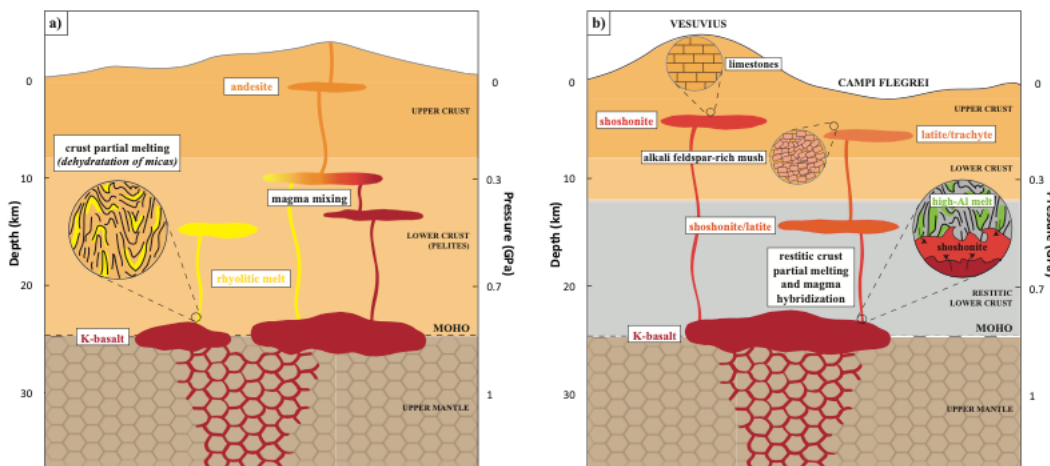 a)
andesite
0
0
UPPER CRUST
crust partial melting
(dehydratation of micas)
10
0.3
magma mixing
Depth (km)
Pressure (GPa)
LOWER CRUST
(PELITES)
rhyolitic melt
20
0.7
MOHO
K-basalt
30
1
UPPER MANTLE
b)
VESUVIUS
limestones
CAMPI FLEGREI
0
0
UPPER CRUST
shoshonite
latite/trachyte
alkali feldspar-rich mush
LOWER CRUST
10
0.3
high-Al melt
Depth (km)
shoshonite/latite
shoshonite
restitic crust
partial melting
and magma
hybridization
20
0.7
RESTITIC
LOWER CRUST
MOHO
K-basalt
30
1
UPPER MANTLE